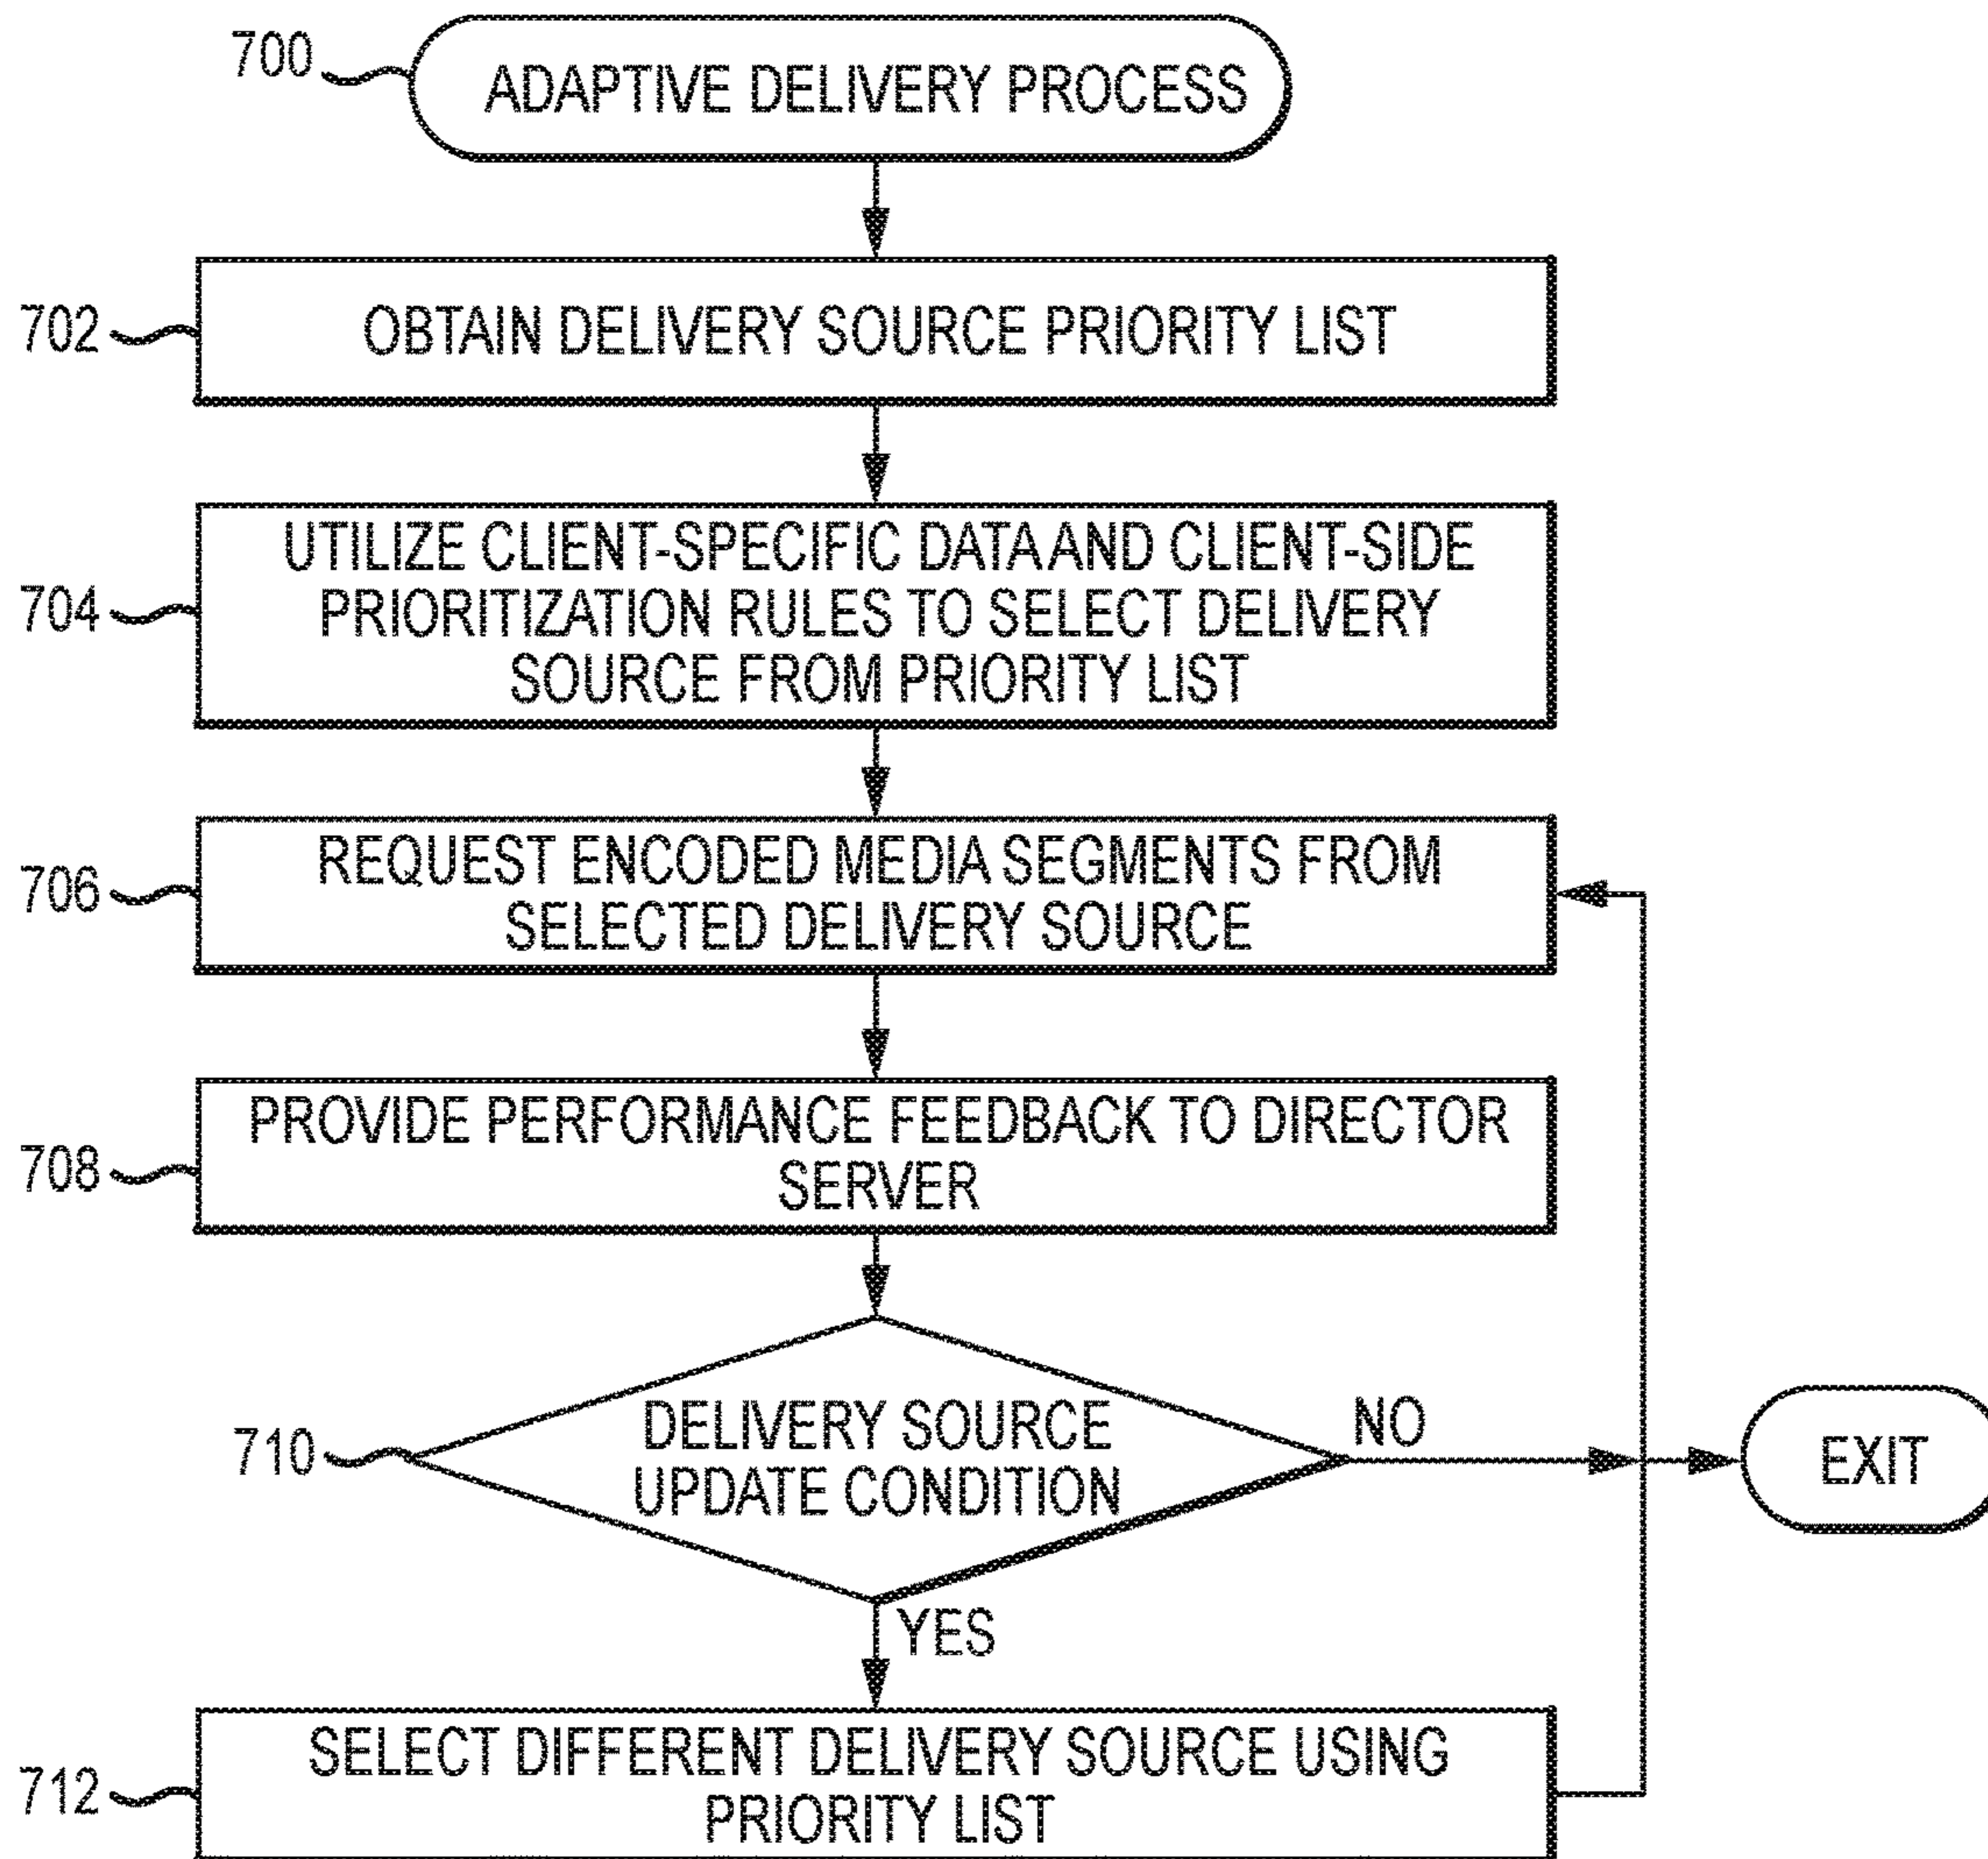 700
ADAPTIVE DELIVERY PROCESS
702
OBTAIN DELIVERY SOURCE PRIORITY LIST
704
UTILIZE CLIENT-SPECIFIC DATA AND CLIENT-SIDE
PRIORITIZATION RULES TO SELECT DELIVERY
SOURCE FROM PRIORITY LIST
706
REQUEST ENCODED MEDIA SEGMENTS FROM
SELECTED DELIVERY SOURCE
708
PROVIDE PERFORMANCE FEEDBACK TO DIRECTOR
SERVER
710
DELIVERY SOURCE
UPDATE CONDITION
NO
EXIT
YES
712
SELECT DIFFERENT DELIVERY SOURCE USING
PRIORITY LIST